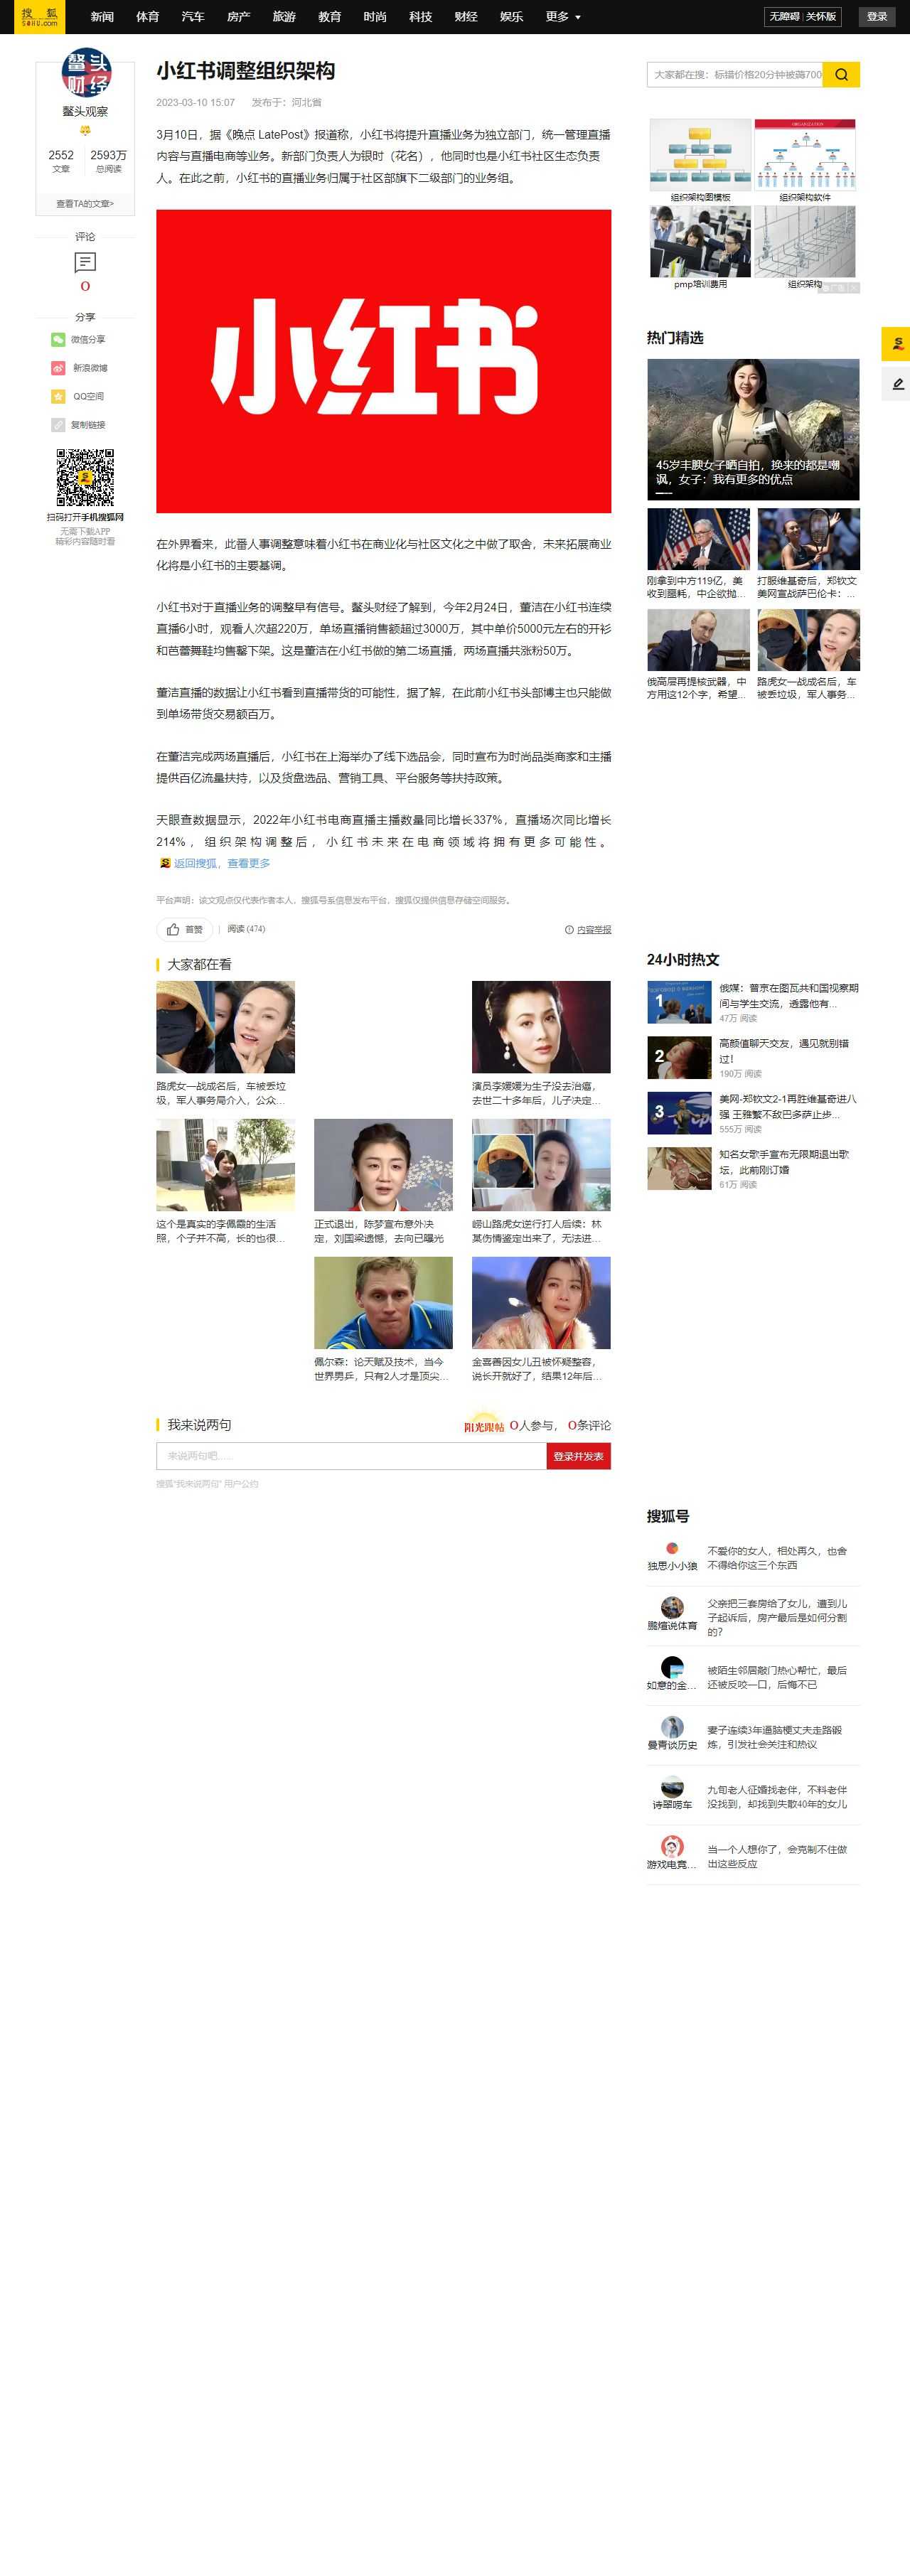 搜 狐
SOHU.com
新闻 体育 汽车 房产 旅游 教育 时尚 科技 财经 娱乐 更多
无障碍 | 关怀版
登录
鳌头
财经
鳌头观察
2552 2593万
文章 总阅读
查看TA的文章>
评论
0
分享
微信分享
新浪微博
QQ空间
复制链接
扫码打开手机搜狐网
无需下载APP
精彩内容随时看
小红书调整组织架构
2023-03-10 15:07 发布于：河北省
3月10日，据《晚点 LatePost》报道称，小红书将提升直播业务为独立部门，统一管理直播
内容与直播电商等业务。新部门负责人为银时（花名），他同时也是小红书社区生态负责
人。在此之前，小红书的直播业务归属于社区部旗下二级部门的业务组。
小红书
在外界看来，此番人事调整意味着小红书在商业化与社区文化之中做了取舍，未来拓展商业
化将是小红书的主要基调。
小红书对于直播业务的调整早有信号。鳌头财经了解到，今年2月24日，董洁在小红书连续
直播6小时，观看人次超220万，单场直播销售额超过3000万，其中单价5000元左右的开衫
和芭蕾舞鞋均售罄下架。这是董洁在小红书做的第二场直播，两场直播共涨粉50万。
董洁直播的数据让小红书看到直播带货的可能性，据了解，在此前小红书头部博主也只能做
到单场带货交易额百万。
在董洁完成两场直播后，小红书在上海举办了线下选品会，同时宣布为时尚品类商家和主播
提供百亿流量扶持，以及货盘选品、营销工具、平台服务等扶持政策。
天眼查数据显示，2022年小红书电商直播主播数量同比增长337%，直播场次同比增长
214%，组织架构调整后，小红书未来在电商领域将拥有更多可能性。
返回搜狐，查看更多
平台声明：该文观点仅代表作者本人，搜狐号系信息发布平台，搜狐仅提供信息存储空间服务。
首赞 阅读 (474)
内容举报
大家都在看
路虎女一战成名后，车被丢垃
圾，军人事务局介入，公众...
演员李媛媛为生子没去治癌，
去世二十多年后，儿子决定...
这个是真实的李佩霞的生活
照，个子并不高，长的也很...
正式退出，陈梦宣布意外决
定，刘国梁遗憾，去向已曝光
崂山路虎女逆行打人后续：林
某伤情鉴定出来了，无法进...
佩尔森：论天赋及技术，当今
世界男乒，只有2人才是顶尖...
金喜善因女儿丑被怀疑整容，
说长开就好了，结果12年后...
我来说两句
阳光跟帖 0人参与， 0条评论
来说两句吧......
登录并发表
搜狐“我来说两句” 用户公约
大家都在搜：标错价格20分钟被薅700
ORGANIZATION
组织架构图模板 组织架构软件
pmp培训费用 组织架构
热门精选
45岁丰腴女子晒自拍，换来的都是嘲
讽，女子：我有更多的优点
刚拿到中方119亿，美
收到噩耗，中企欲抛...
打服维基奇后，郑钦文
美网宣战萨巴伦卡：...
俄高层再提核武器，中
方用这12个字，希望...
路虎女一战成名后，车
被丢垃圾，军人事务...
24小时热文
1
俄媒：普京在图瓦共和国视察期
间与学生交流，透露他有...
47万 阅读
2
高颜值聊天交友，遇见就别错
过！
190万 阅读
3
美网-郑钦文2-1再胜维基奇进八
强 王雅繁不敌巴多萨止步...
555万 阅读
知名女歌手宣布无限期退出歌
坛，此前刚订婚
61万 阅读
搜狐号
独思小小狼
不爱你的女人，相处再久，也舍
不得给你这三个东西
鹏煊说体育
父亲把三套房给了女儿，遭到儿
子起诉后，房产最后是如何分割
的？
如意的金...
被陌生邻居敲门热心帮忙，最后
还被反咬一口，后悔不已
曼青谈历史
妻子连续3年逼脑梗丈夫走路锻
炼，引发社会关注和热议
诗翠唠车
九旬老人征婚找老伴，不料老伴
没找到，却找到失散40年的女儿
游戏电竞...
当一个人想你了，会克制不住做
出这些反应